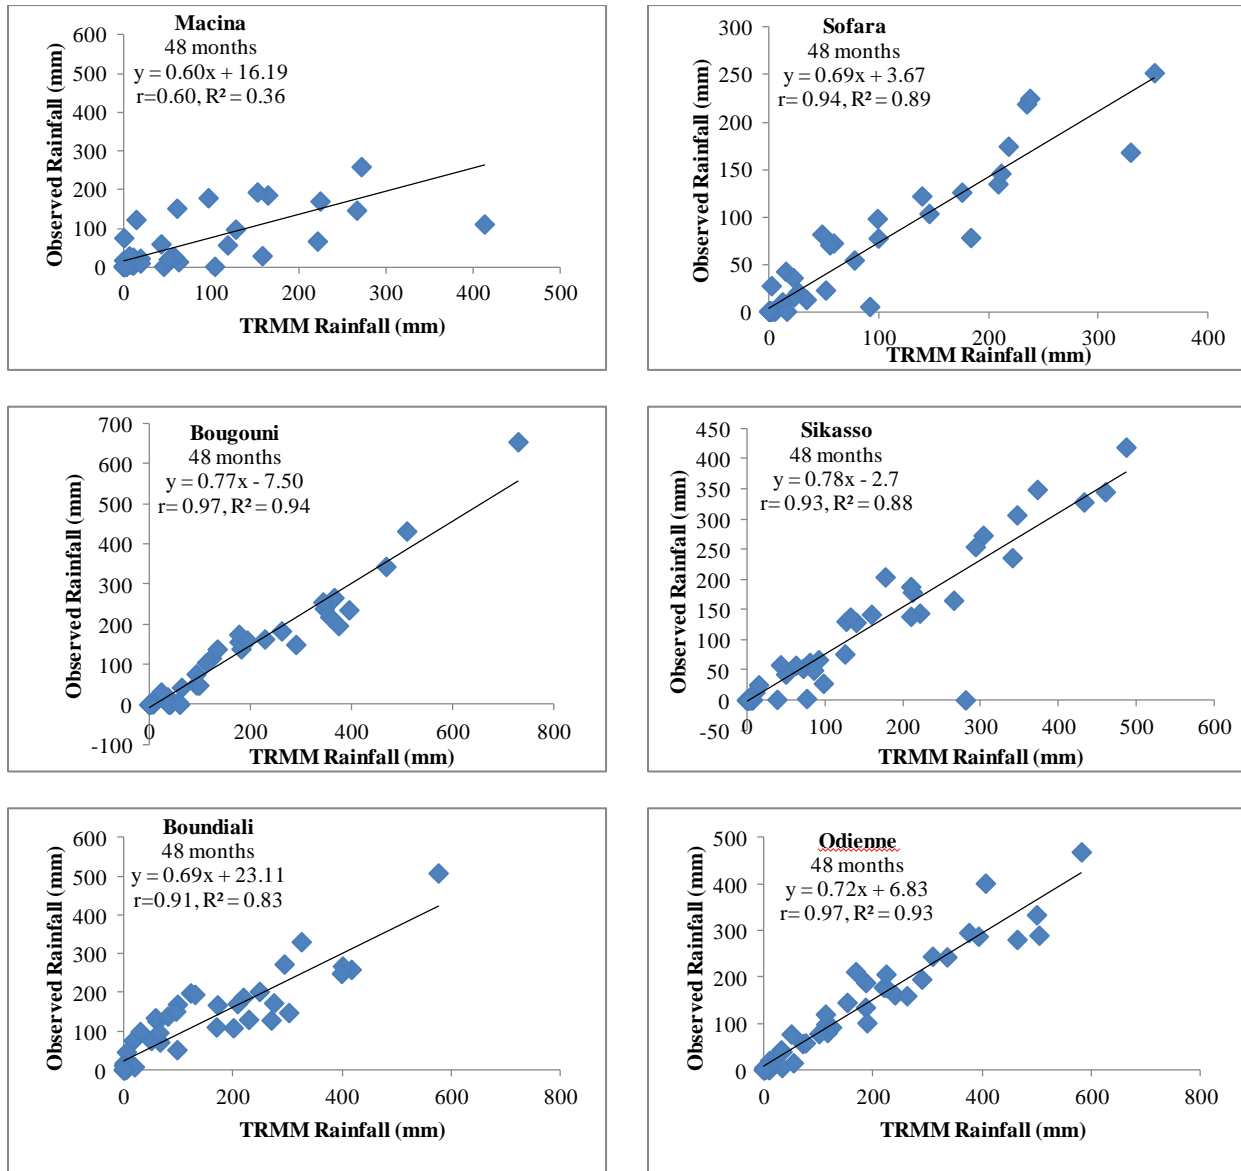 Macina
48 months
y = 0.60x + 16.19
r=0.60, R² = 0.36
600
500
400
300
200
100
0
0 100 200 300 400 500
Observed Rainfall (mm)
TRMM Rainfall (mm)
Sofara
48 months
y = 0.69x + 3.67
r= 0.94, R² = 0.89
300
250
200
150
100
50
0
0 100 200 300 400
Observed Rainfall (mm)
TRMM Rainfall (mm)
Bougouni
48 months
y = 0.77x - 7.50
r= 0.97, R² = 0.94
700
600
500
400
300
200
100
0
-100
0 200 400 600 800
Observed Rainfall (mm)
TRMM Rainfall (mm)
Sikasso
48 months
y = 0.78x - 2.7
r= 0.93, R² = 0.88
450
400
350
300
250
200
150
100
50
0
-50
0 100 200 300 400 500 600
Observed Rainfall (mm)
TRMM Rainfall (mm)
Boundiali
48 months
y = 0.69x + 23.11
r=0.91, R² = 0.83
600
500
400
300
200
100
0
0 200 400 600 800
Observed Rainfall (mm)
TRMM Rainfall (mm)
Odienne
48 months
y = 0.72x + 6.83
r= 0.97, R² = 0.93
500
400
300
200
100
0
0 200 400 600 800
Observed Rainfall (mm)
TRMM Rainfall (mm)